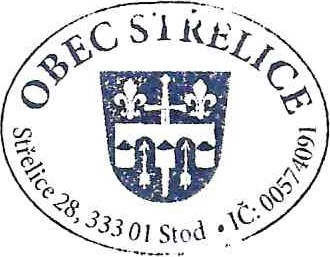 OBEC STŘELICE
Střelice 28, 333 01 Stod • IČ: 00574091